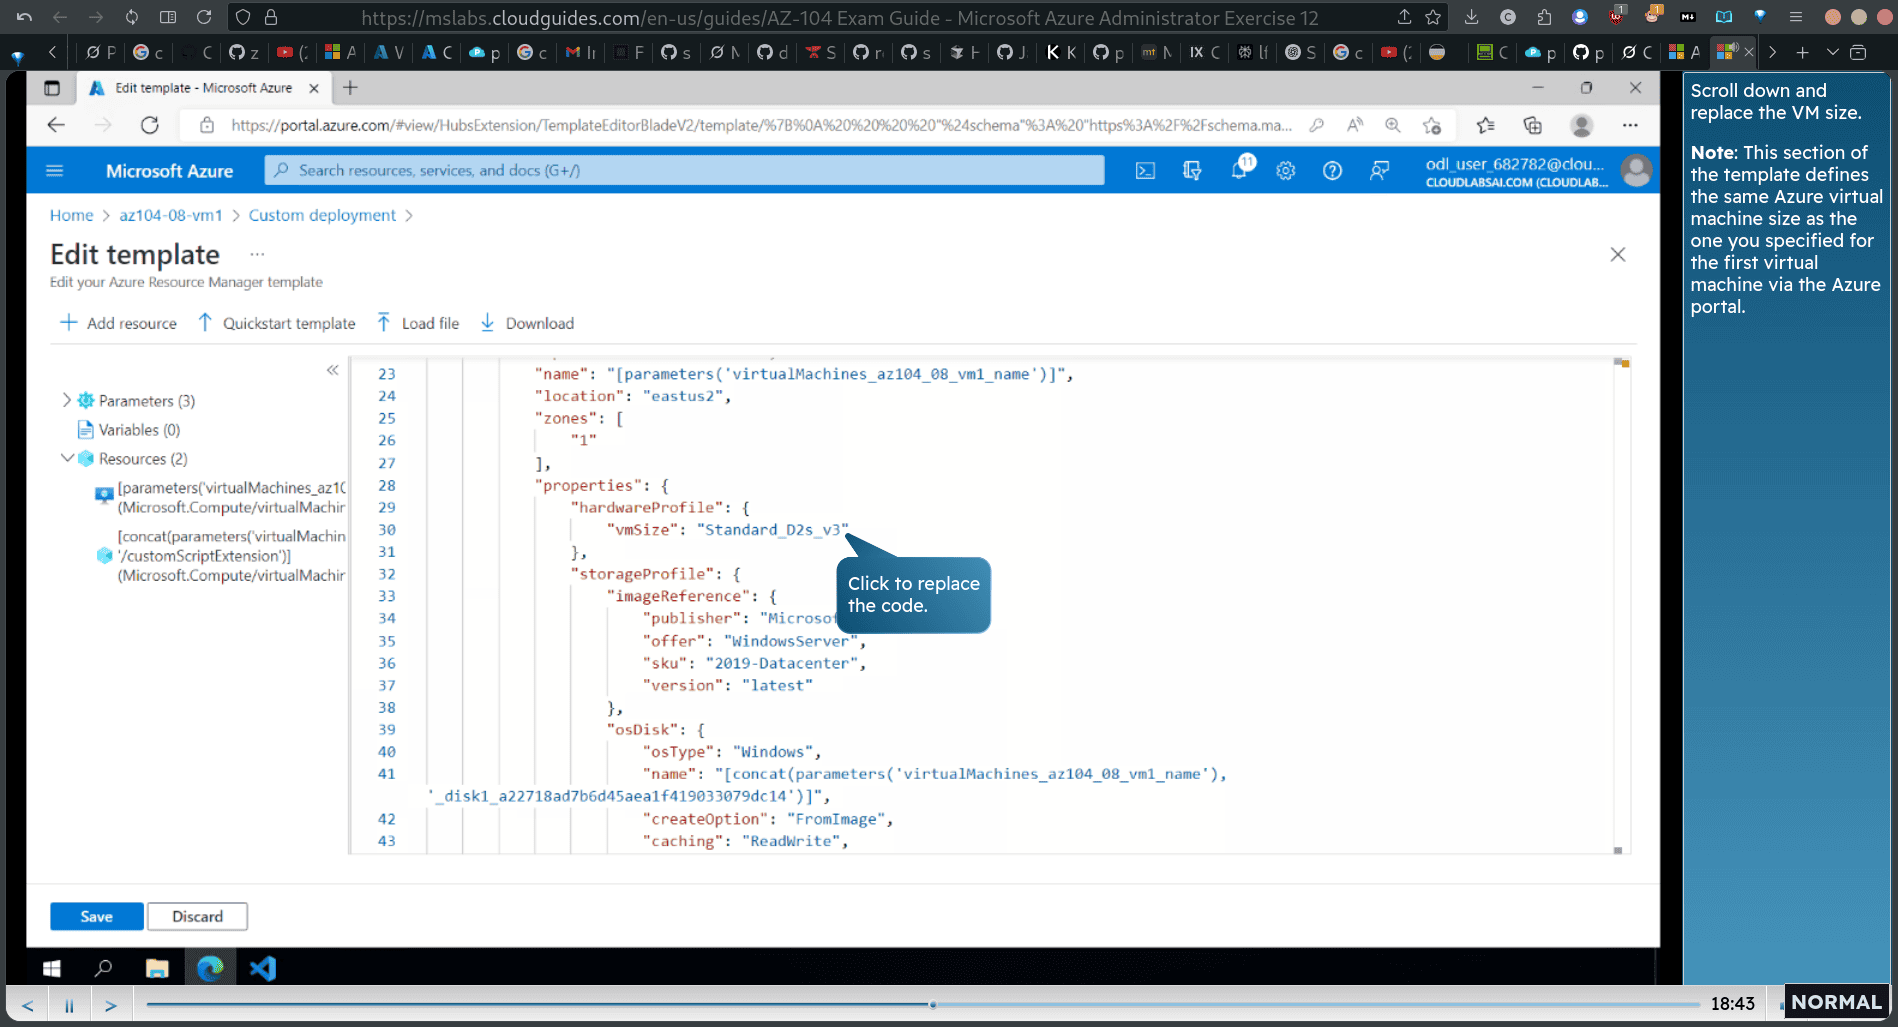 https://mslabs.cloudguides.com/en-us/guides/AZ-104 Exam Guide - Microsoft Azure Administrator Exercise 12
Edit template - Microsoft Azure
https://portal.azure.com/#view/HubsExtension/TemplateEditorBladeV2/template/%7B%0A%20%20%20%20"%24schema"%3A%20"https%3A%2F%2Fschema.ma...
Microsoft Azure
Search resources, services, and docs (G+/)
11
odl_user_682782@clou...
CLOUDLABSAI.COM (CLOUDLAB...
Home > az104-08-vm1 > Custom deployment >
Edit template ...
Edit your Azure Resource Manager template
Add resource
Quickstart template
Load file
Download
Parameters (3)
Variables (0)
Resources (2)
[parameters('virtualMachines_az10
(Microsoft.Compute/virtualMachin
[concat(parameters('virtualMachin
'/customScriptExtension')]
(Microsoft.Compute/virtualMachin
23 "name": "[parameters('virtualMachines_az104_08_vm1_name')]",
24 "location": "eastus2",
25 "zones": [
26 "1"
27 ],
28 "properties": {
29 "hardwareProfile": {
30 "vmSize": "Standard_D2s_v3"
31 },
32 "storageProfile": {
33 "imageReference": {
34 "publisher": "Microsof
35 "offer": "WindowsServer",
36 "sku": "2019-Datacenter",
37 "version": "latest"
38 },
39 "osDisk": {
40 "osType": "Windows",
41 "name": "[concat(parameters('virtualMachines_az104_08_vm1_name'),
'_disk1_a22718ad7b6d45aea1f419033079dc14')]",
42 "createOption": "FromImage",
43 "caching": "ReadWrite",
Click to replace
the code.
Save
Discard
Scroll down and
replace the VM size.
Note: This section of
the template defines
the same Azure virtual
machine size as the
one you specified for
the first virtual
machine via the Azure
portal.
18:43
NORMAL